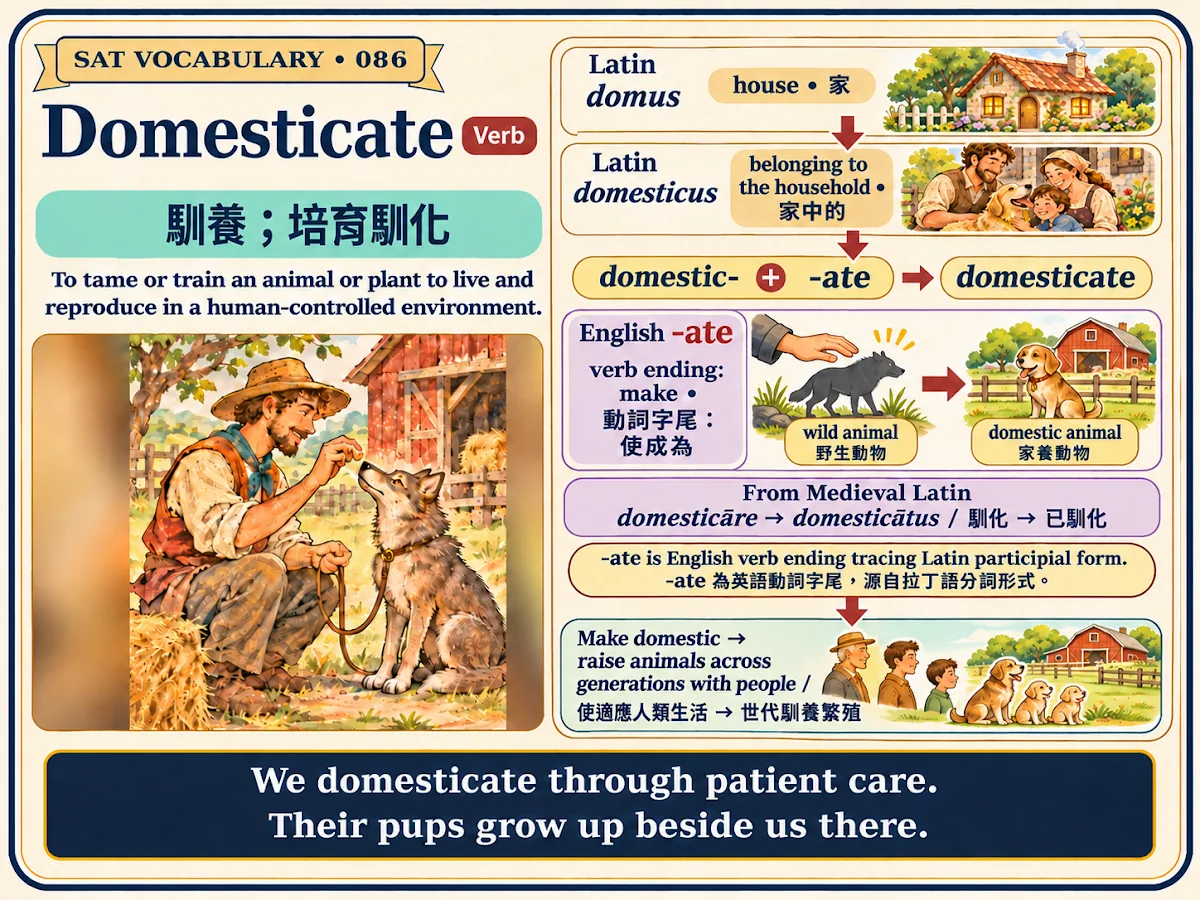 SAT VOCABULARY • 086
Domesticate
Verb
馴養；培育馴化
To tame or train an animal or plant to live and
reproduce in a human-controlled environment.
Latin
domus
house • 家
Latin
domesticus
belonging to
the household •
家中的
domestic- + -ate → domesticate
English -ate
verb ending:
make •
動詞字尾：
使成為
wild animal
野生動物
domestic animal
家養動物
From Medieval Latin
domesticāre → domesticātus / 馴化 → 已馴化
-ate is English verb ending tracing Latin participial form.
-ate 為英語動詞字尾，源自拉丁語分詞形式。
Make domestic →
raise animals across
generations with people /
使適應人類生活 → 世代馴養繁殖
We domesticate through patient care.
Their pups grow up beside us there.